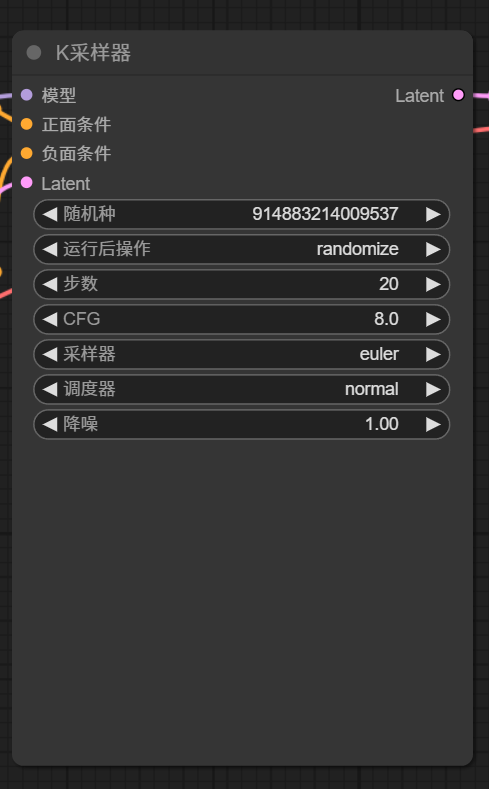 K采样器
模型 Latent
正面条件
负面条件
Latent
随机种 914883214009537
运行后操作 randomize
步数 20
CFG 8.0
采样器 euler
调度器 normal
降噪 1.00